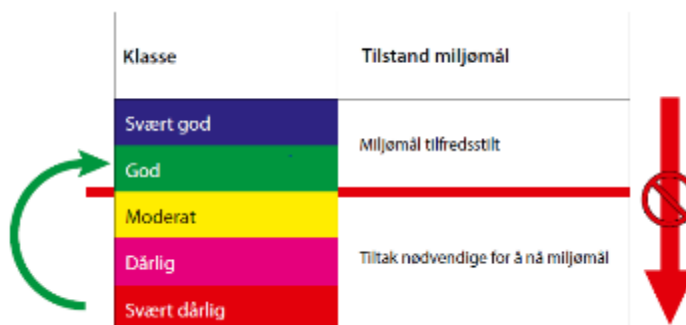 Klasse
Tilstand miljømål
Svært god
Miljømål tilfredsstilt
God
Moderat
Dårlig
Tiltak nødvendige for å nå miljømål
Svært dårlig